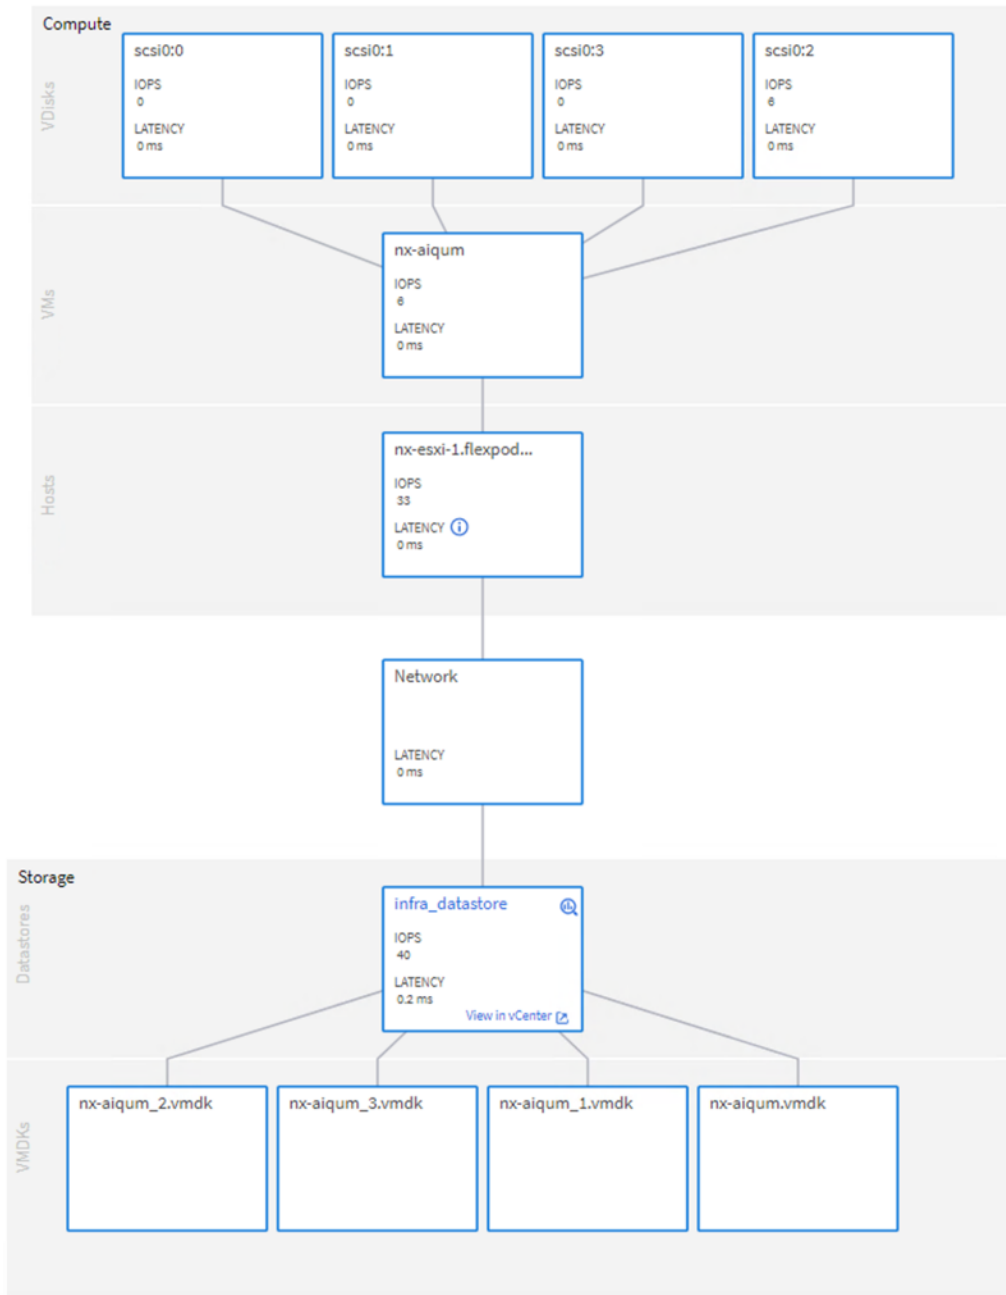 Compute
VDisks
scsi0:0
IOPS
0
LATENCY
0 ms
scsi0:1
IOPS
0
LATENCY
0 ms
scsi0:3
IOPS
0
LATENCY
0 ms
scsi0:2
IOPS
6
LATENCY
0 ms
VMs
nx-aiqum
IOPS
6
LATENCY
0 ms
Hosts
nx-esxi-1.flexpod...
IOPS
33
LATENCY
0 ms
Network
LATENCY
0 ms
Storage
Datastores
infra_datastore
IOPS
40
LATENCY
0.2 ms
View in vCenter
VMDKs
nx-aiqum_2.vmdk
nx-aiqum_3.vmdk
nx-aiqum_1.vmdk
nx-aiqum.vmdk